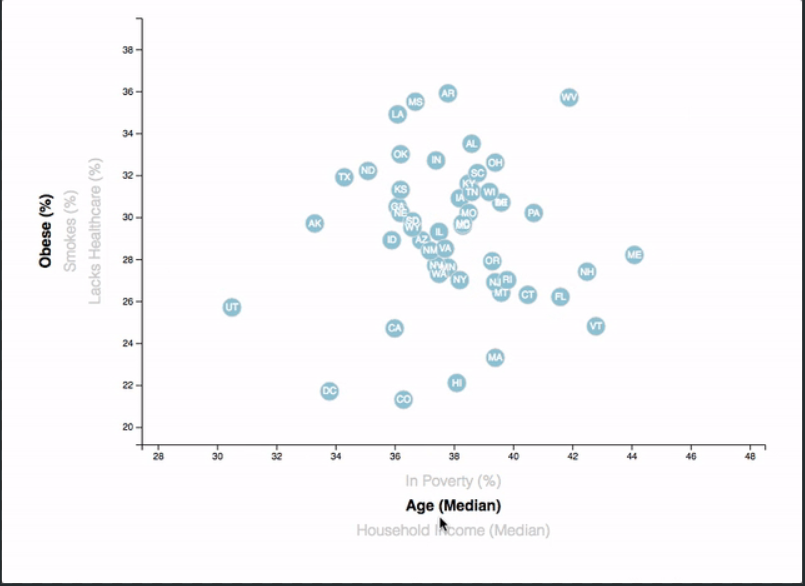 38
36
34
32
30
28
26
24
22
20
Obese (%)
Smokes (%)
Lacks Healthcare (%)
AR
WV
MS
LA
AL
OK
IN
OH
ND
SC
TX
KY
KS
TN
WI
IA
GA
NE
MO
PA
AK
SD
WY
IL
ID
AZ
NM
VA
ME
OR
NV
MN
WA
NH
NY
NJ
RI
MT
CT
FL
UT
CA
VT
MA
HI
DC
CO
28 30 32 34 36 38 40 42 44 46 48
In Poverty (%)
Age (Median)
Household Income (Median)